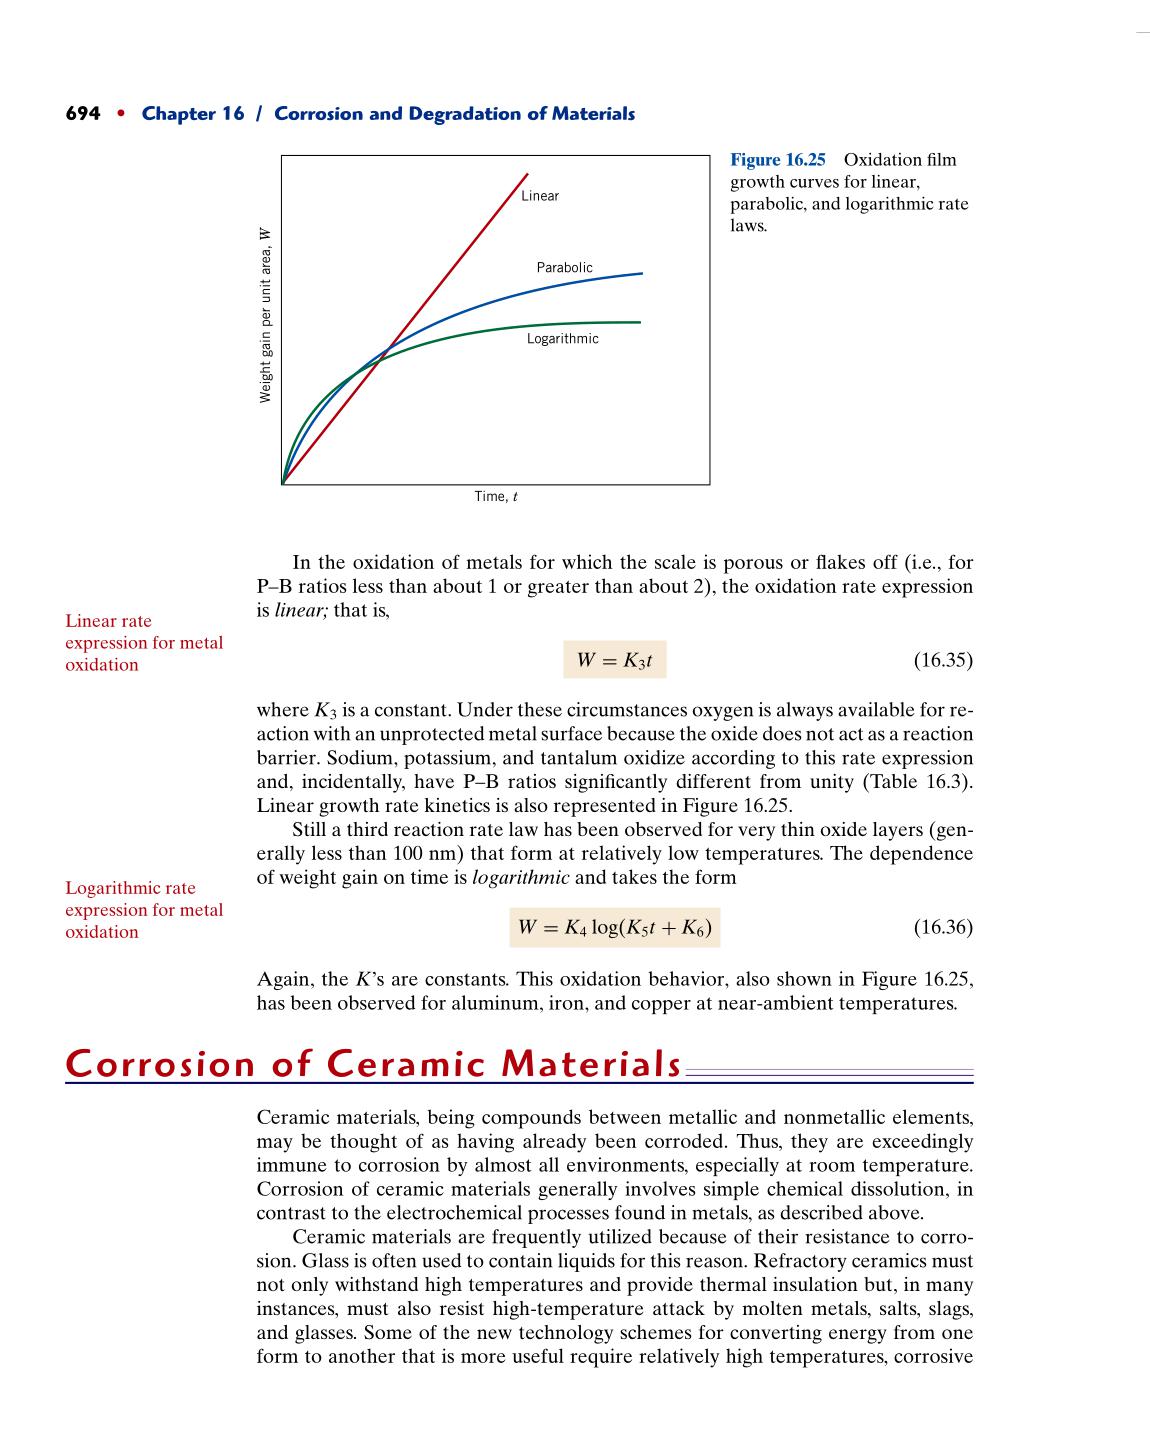 694 • Chapter 16 / Corrosion and Degradation of Materials
Figure 16.25 Oxidation film
growth curves for linear,
parabolic, and logarithmic rate
laws.
Linear
Parabolic
Logarithmic
Weight gain per unit area, W
Time, t
In the oxidation of metals for which the scale is porous or flakes off (i.e., for
P–B ratios less than about 1 or greater than about 2), the oxidation rate expression
is linear; that is,
Linear rate
expression for metal
oxidation
W = K₃t (16.35)
where K₃ is a constant. Under these circumstances oxygen is always available for re-
action with an unprotected metal surface because the oxide does not act as a reaction
barrier. Sodium, potassium, and tantalum oxidize according to this rate expression
and, incidentally, have P–B ratios significantly different from unity (Table 16.3).
Linear growth rate kinetics is also represented in Figure 16.25.
Still a third reaction rate law has been observed for very thin oxide layers (gen-
erally less than 100 nm) that form at relatively low temperatures. The dependence
of weight gain on time is logarithmic and takes the form
Logarithmic rate
expression for metal
oxidation
W = K₄ log(K₅t + K₆) (16.36)
Again, the K's are constants. This oxidation behavior, also shown in Figure 16.25,
has been observed for aluminum, iron, and copper at near-ambient temperatures.
Corrosion of Ceramic Materials
Ceramic materials, being compounds between metallic and nonmetallic elements,
may be thought of as having already been corroded. Thus, they are exceedingly
immune to corrosion by almost all environments, especially at room temperature.
Corrosion of ceramic materials generally involves simple chemical dissolution, in
contrast to the electrochemical processes found in metals, as described above.
Ceramic materials are frequently utilized because of their resistance to corro-
sion. Glass is often used to contain liquids for this reason. Refractory ceramics must
not only withstand high temperatures and provide thermal insulation but, in many
instances, must also resist high-temperature attack by molten metals, salts, slags,
and glasses. Some of the new technology schemes for converting energy from one
form to another that is more useful require relatively high temperatures, corrosive